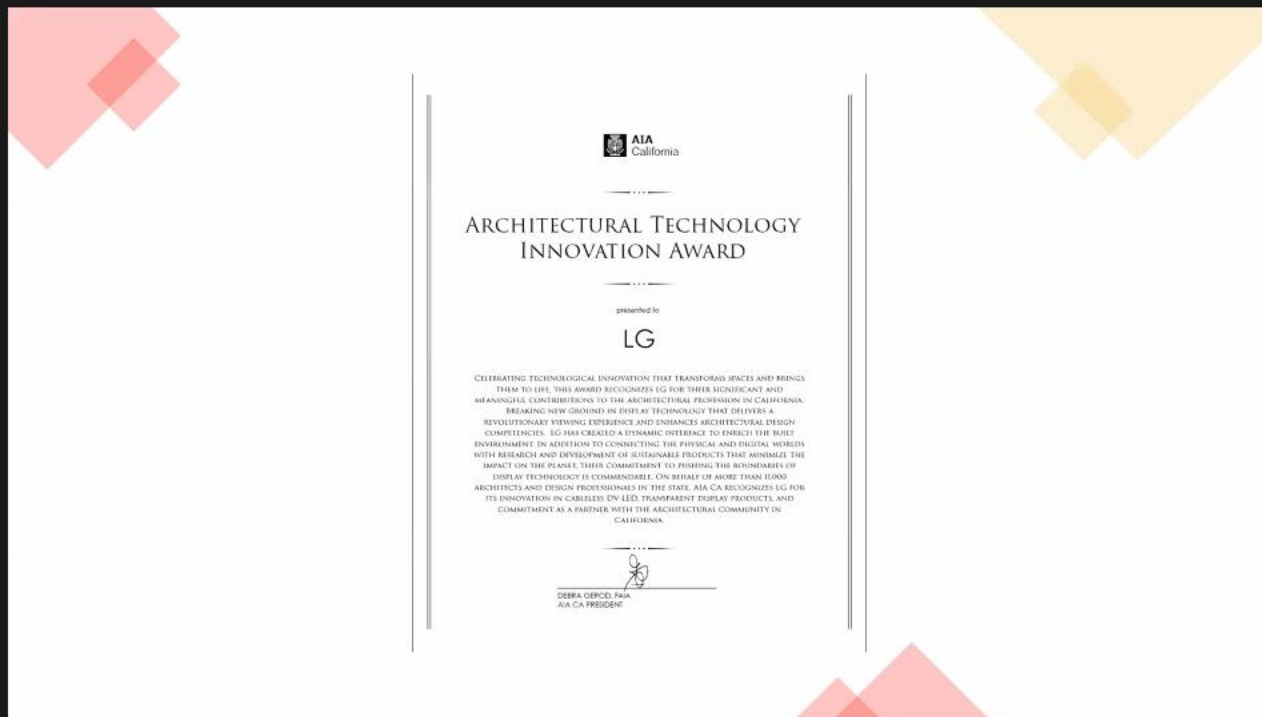 AIA
California
ARCHITECTURAL TECHNOLOGY
INNOVATION AWARD
presented to
LG
CELEBRATING TECHNOLOGICAL INNOVATION THAT TRANSFORMS SPACES AND BRINGS
THEM TO LIFE, THIS AWARD RECOGNIZES LG FOR THEIR SIGNIFICANT AND
MEANINGFUL CONTRIBUTIONS TO THE ARCHITECTURAL PROFESSION IN CALIFORNIA.
BREAKING NEW GROUND IN DISPLAY TECHNOLOGY THAT DELIVERS A
REVOLUTIONARY VIEWING EXPERIENCE AND ENHANCES ARCHITECTURAL DESIGN
COMPETENCIES. LG HAS CREATED A DYNAMIC INTERFACE TO ENRICH THE BUILT
ENVIRONMENT. IN ADDITION TO CONNECTING THE PHYSICAL AND DIGITAL WORLDS
WITH RESEARCH AND DEVELOPMENT OF SUSTAINABLE PRODUCTS THAT MINIMIZE THE
IMPACT ON THE PLANET, THEIR COMMITMENT TO PUSHING THE BOUNDARIES OF
DISPLAY TECHNOLOGY IS COMMENDABLE. ON BEHALF OF MORE THAN 11,000
ARCHITECTS AND DESIGN PROFESSIONALS IN THE STATE, AIA CA RECOGNIZES LG FOR
ITS INNOVATION IN CABLELESS DV-LED, TRANSPARENT DISPLAY PRODUCTS, AND
COMMITMENT AS A PARTNER WITH THE ARCHITECTURAL COMMUNITY IN
CALIFORNIA.
DEBRA GEROD, FAIA
AIA CA PRESIDENT